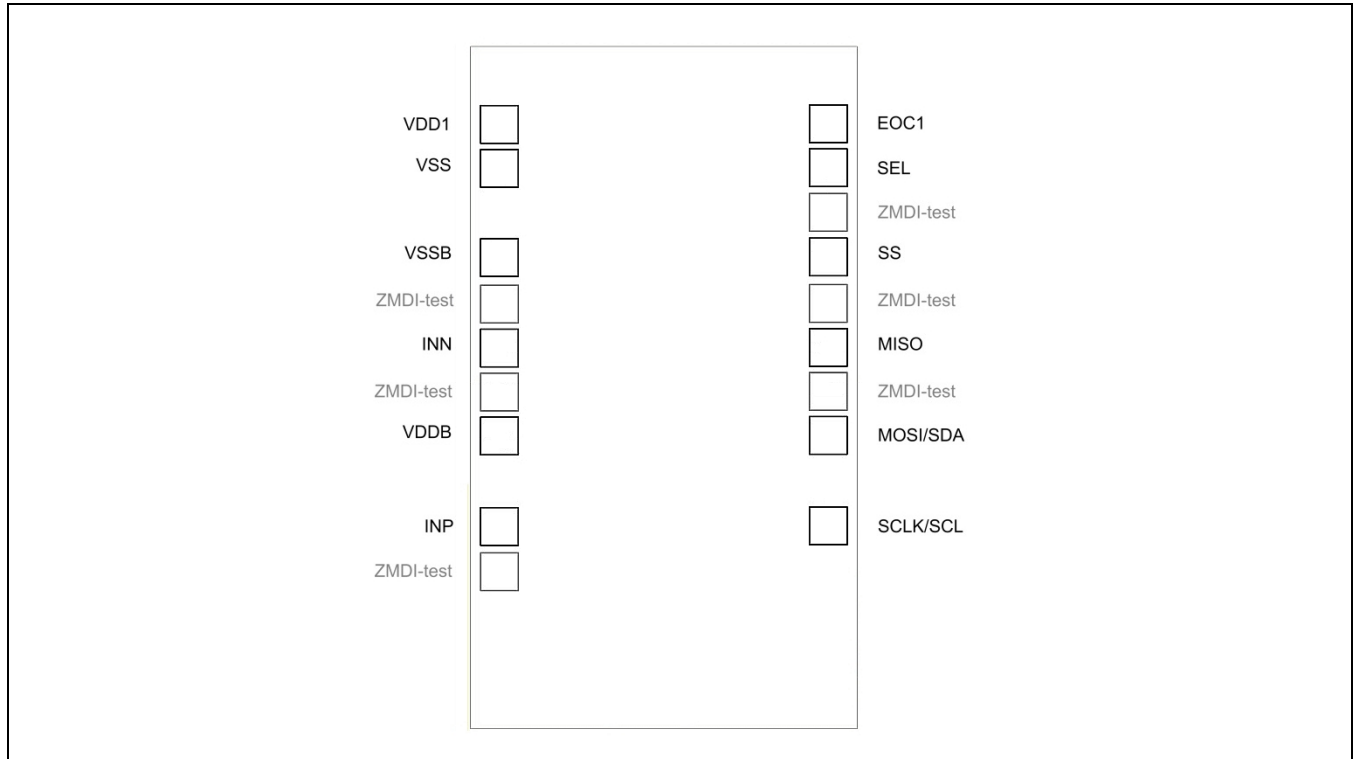 VDD1
VSS
VSSB
ZMDI-test
INN
ZMDI-test
VDDB
INP
ZMDI-test
EOC1
SEL
ZMDI-test
SS
ZMDI-test
MISO
ZMDI-test
MOSI/SDA
SCLK/SCL